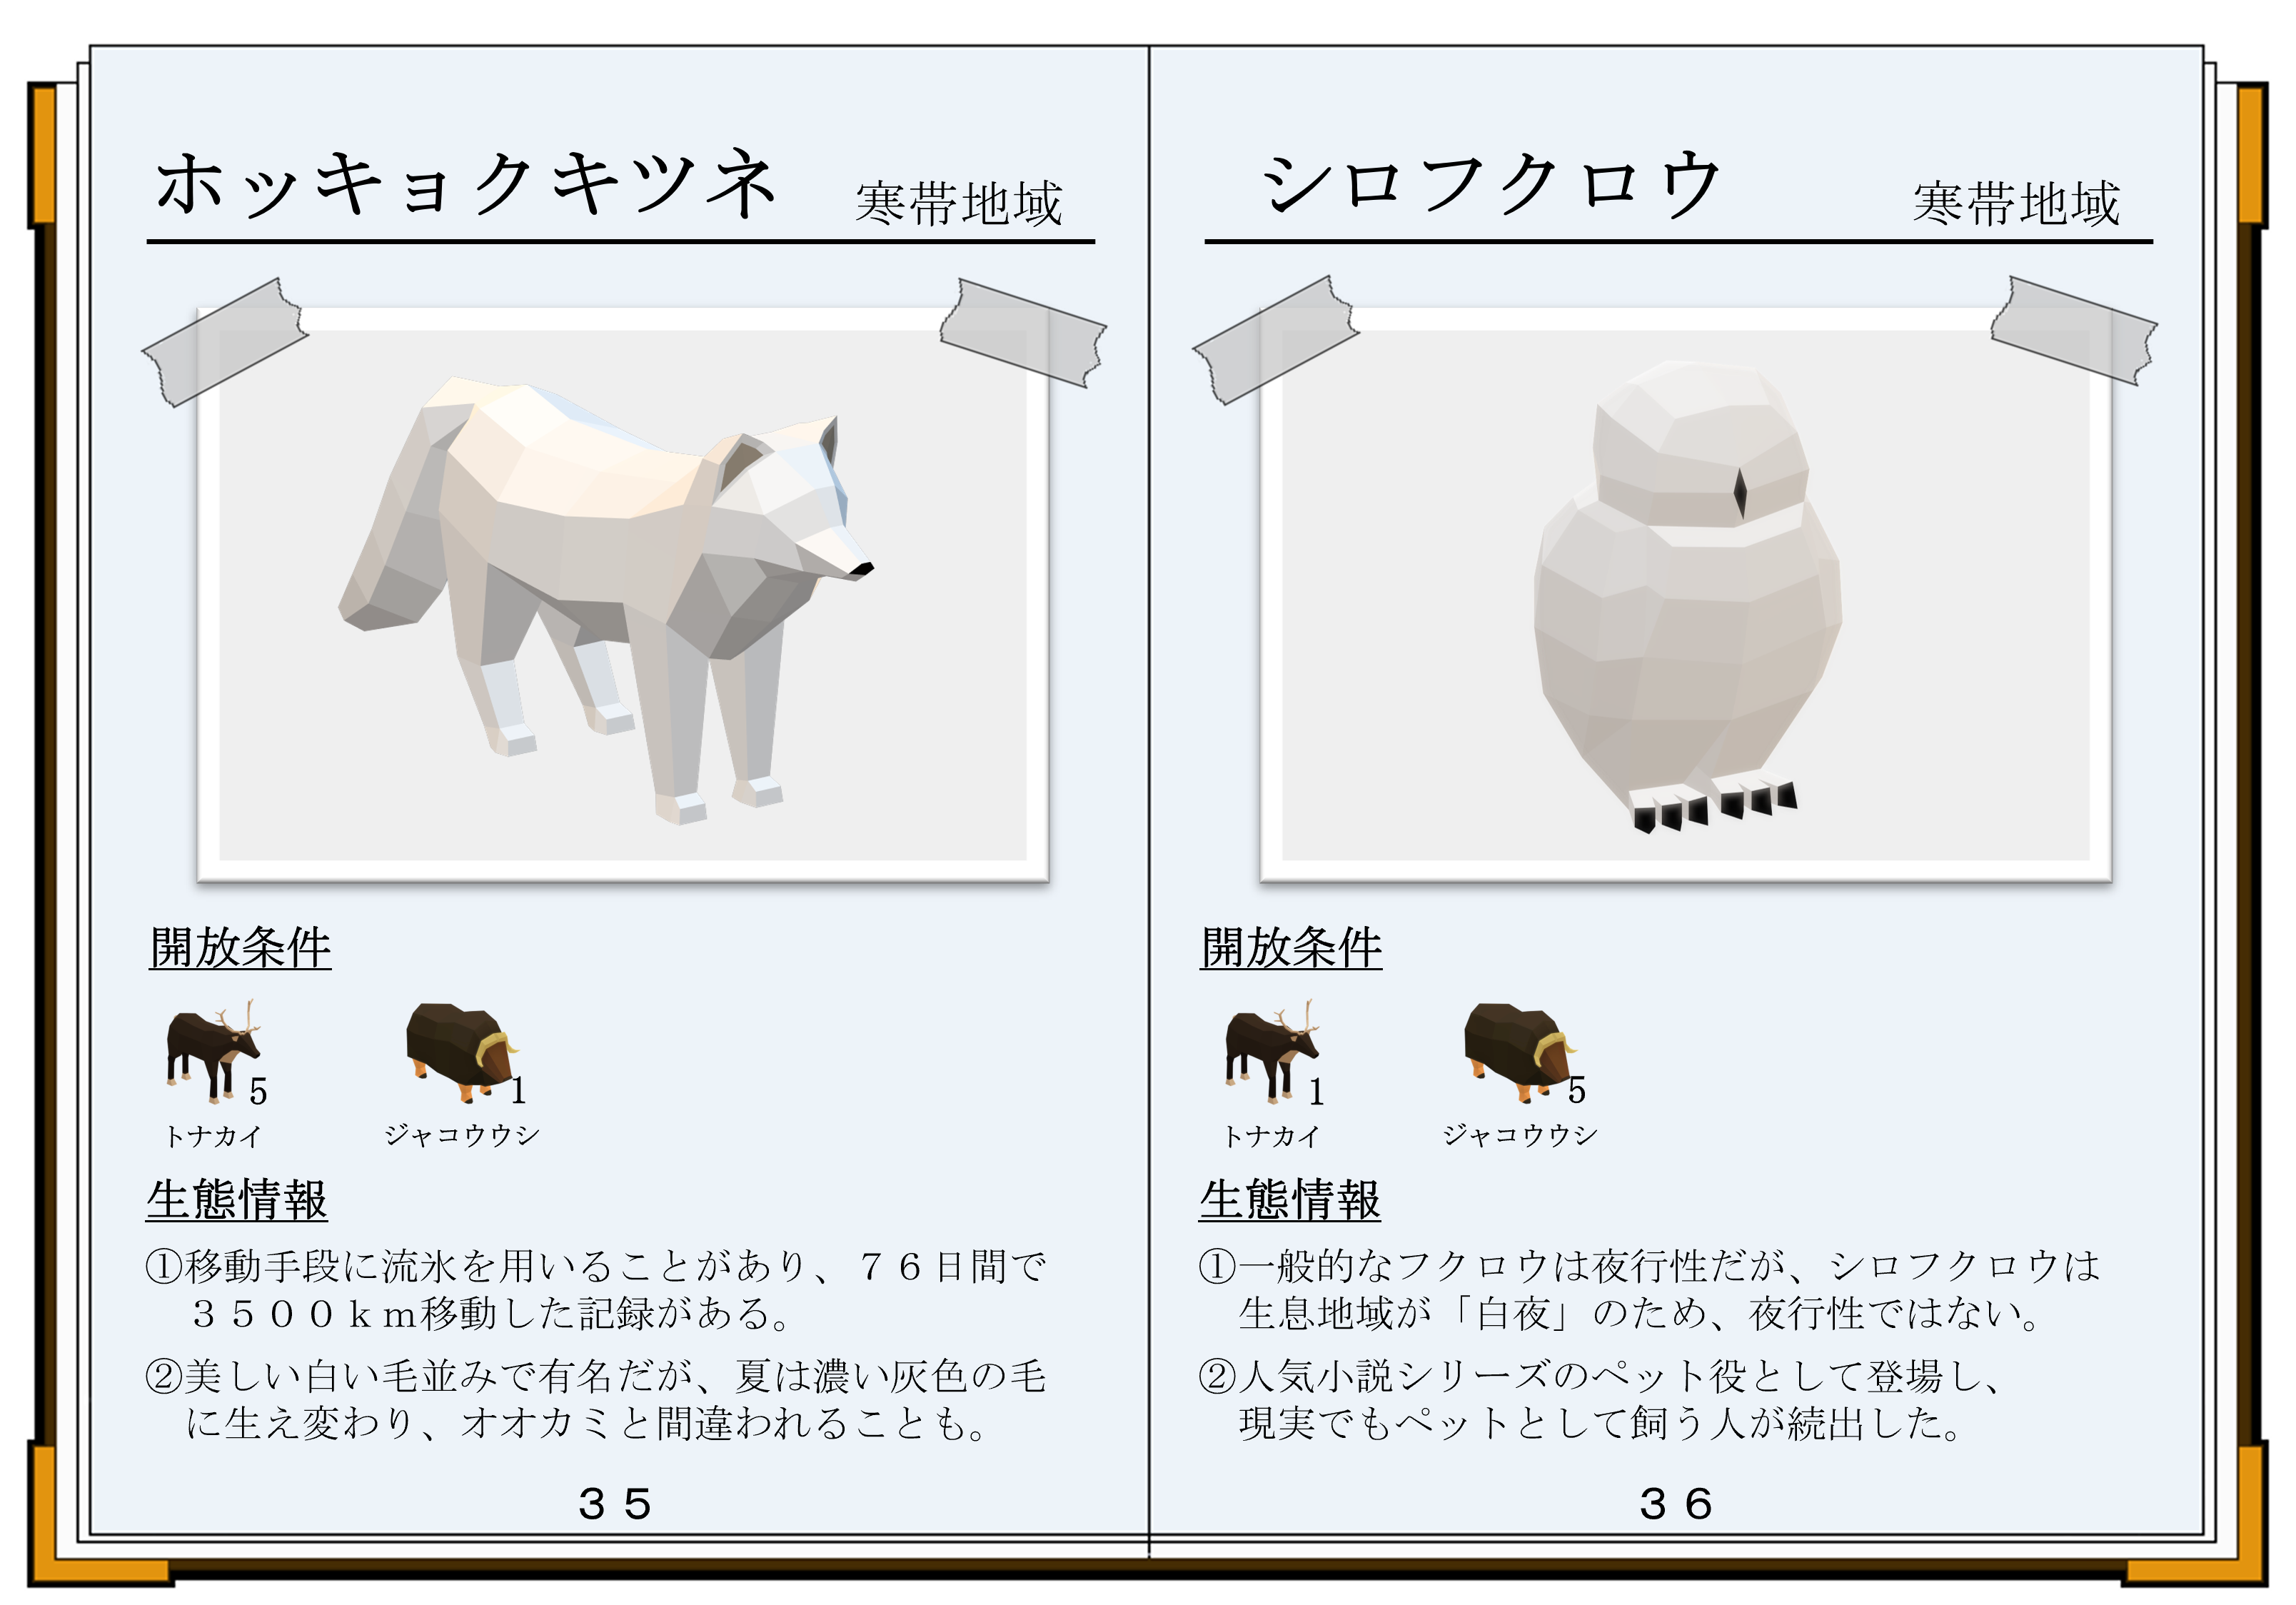 ホッキョクキツネ 寒帯地域
開放条件
5 1
トナカイ ジャコウウシ
生態情報
①移動手段に流氷を用いることがあり、７６日間で
３５００ｋｍ移動した記録がある。
②美しい白い毛並みで有名だが、夏は濃い灰色の毛
に生え変わり、オオカミと間違われることも。
３５
シロフクロウ 寒帯地域
開放条件
1 5
トナカイ ジャコウウシ
生態情報
①一般的なフクロウは夜行性だが、シロフクロウは
生息地域が「白夜」のため、夜行性ではない。
②人気小説シリーズのペット役として登場し、
現実でもペットとして飼う人が続出した。
３６